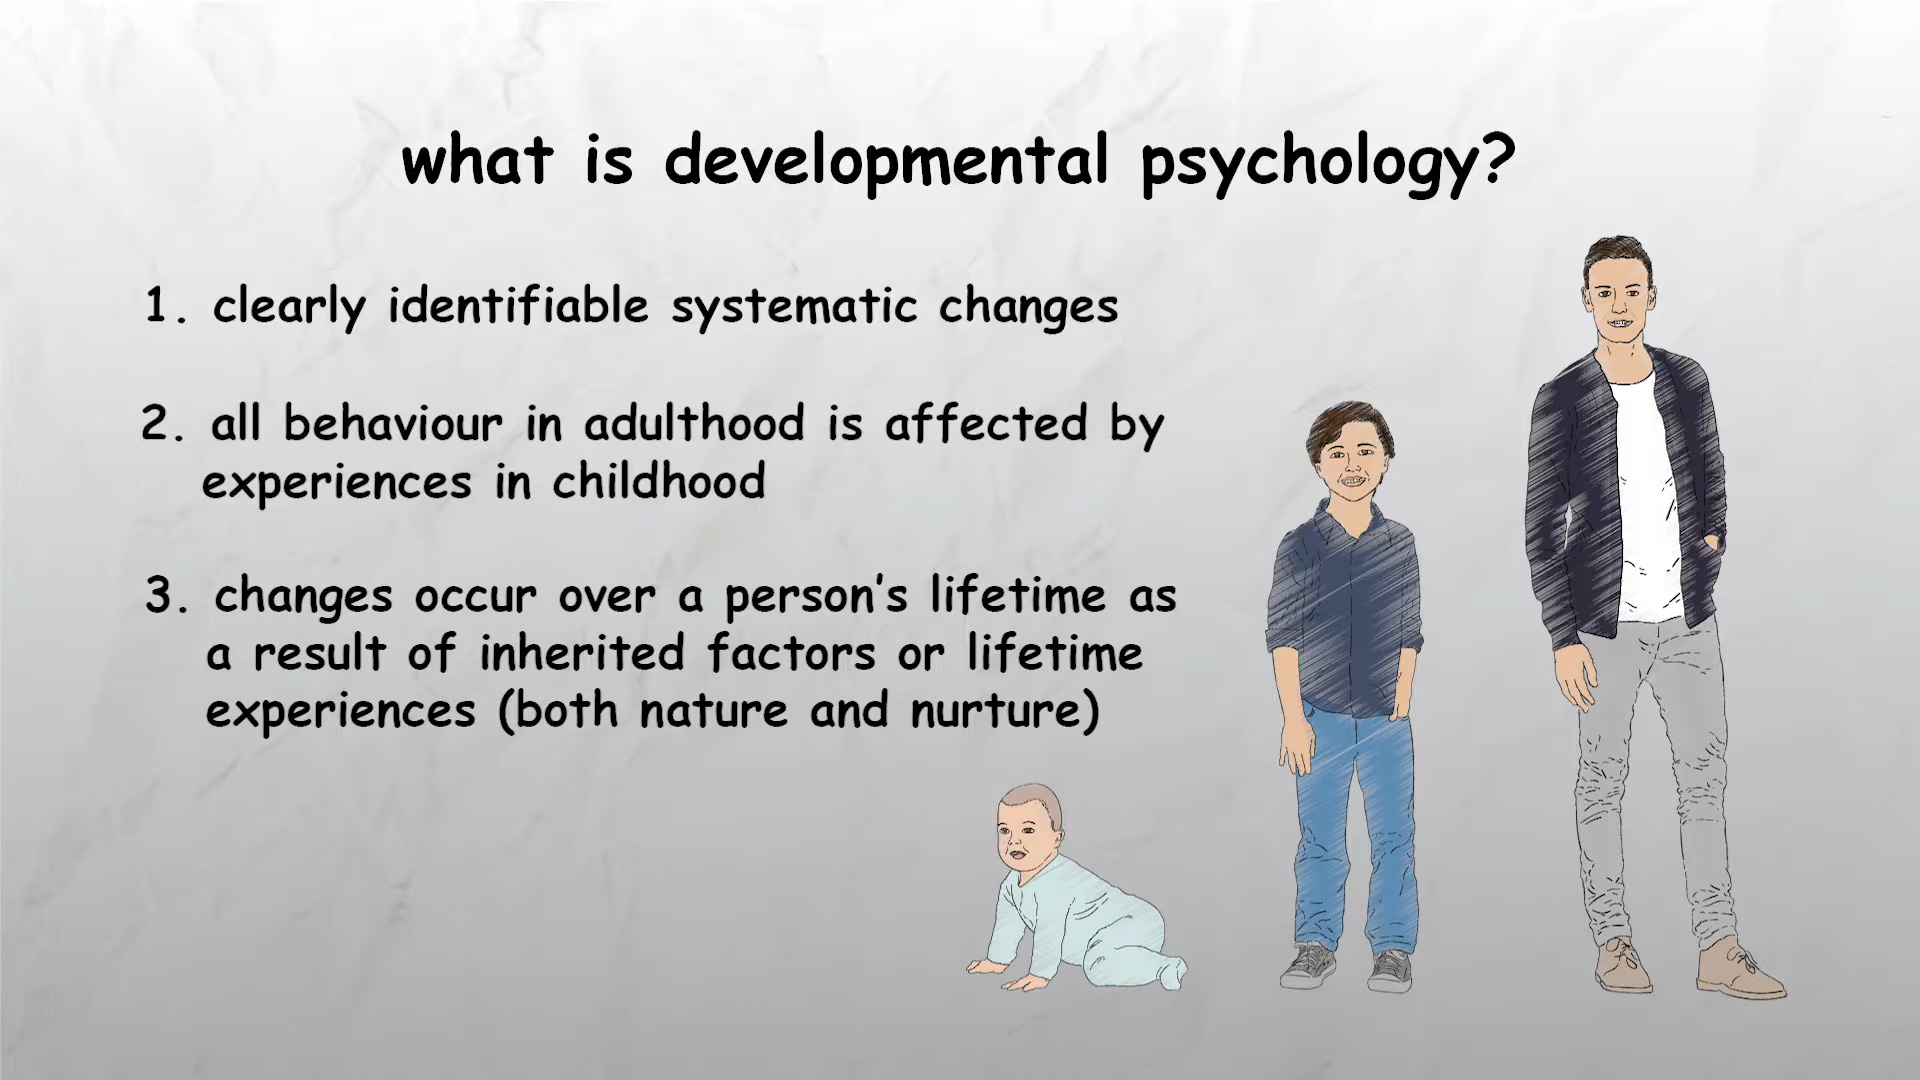 what is developmental psychology?
1. clearly identifiable systematic changes
2. all behaviour in adulthood is affected by
experiences in childhood
3. changes occur over a person's lifetime as
a result of inherited factors or lifetime
experiences (both nature and nurture)